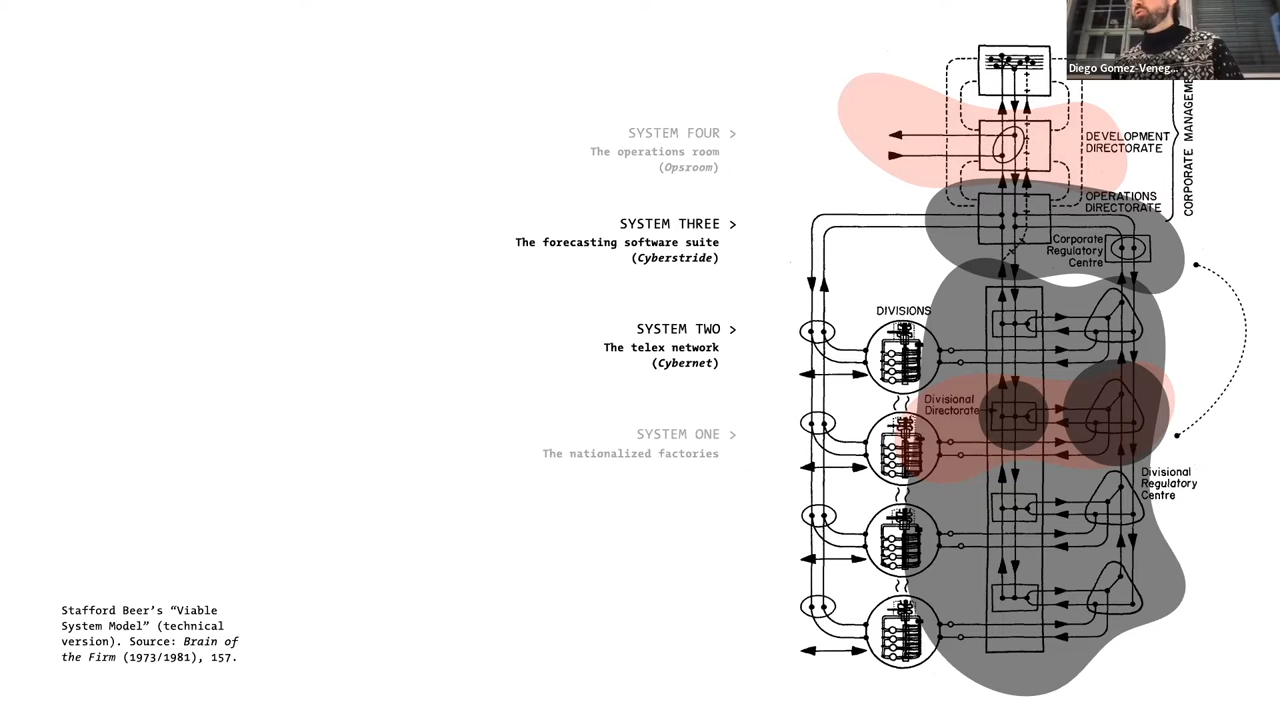 Diego Gomez-Veneg...
SYSTEM FOUR >
The operations room
(Opsroom)
SYSTEM THREE >
The forecasting software suite
(Cyberstride)
SYSTEM TWO >
The telex network
(Cybernet)
SYSTEM ONE >
The nationalized factories
DEVELOPMENT
DIRECTORATE
OPERATIONS
DIRECTORATE
Corporate
Regulatory
Centre
DIVISIONS
Divisional
Directorate
Divisional
Regulatory
Centre
Stafford Beer's “Viable
System Model” (technical
version). Source: Brain of
the Firm (1973/1981), 157.